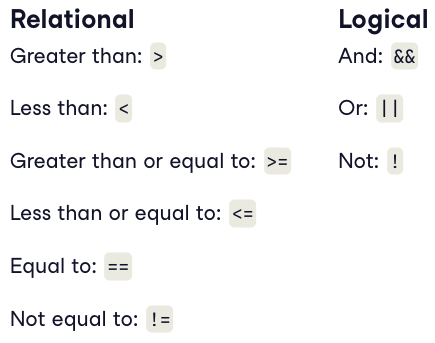 Relational
Greater than: >
Less than: <
Greater than or equal to: >=
Less than or equal to: <=
Equal to: ==
Not equal to: !=
Logical
And: &&
Or: ||
Not: !